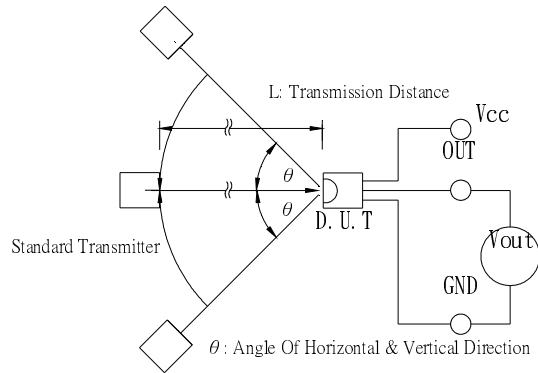 L: Transmission Distance
Vcc
OUT
θ
θ
D.U.T
Standard Transmitter
Vout
GND
θ : Angle Of Horizontal & Vertical Direction